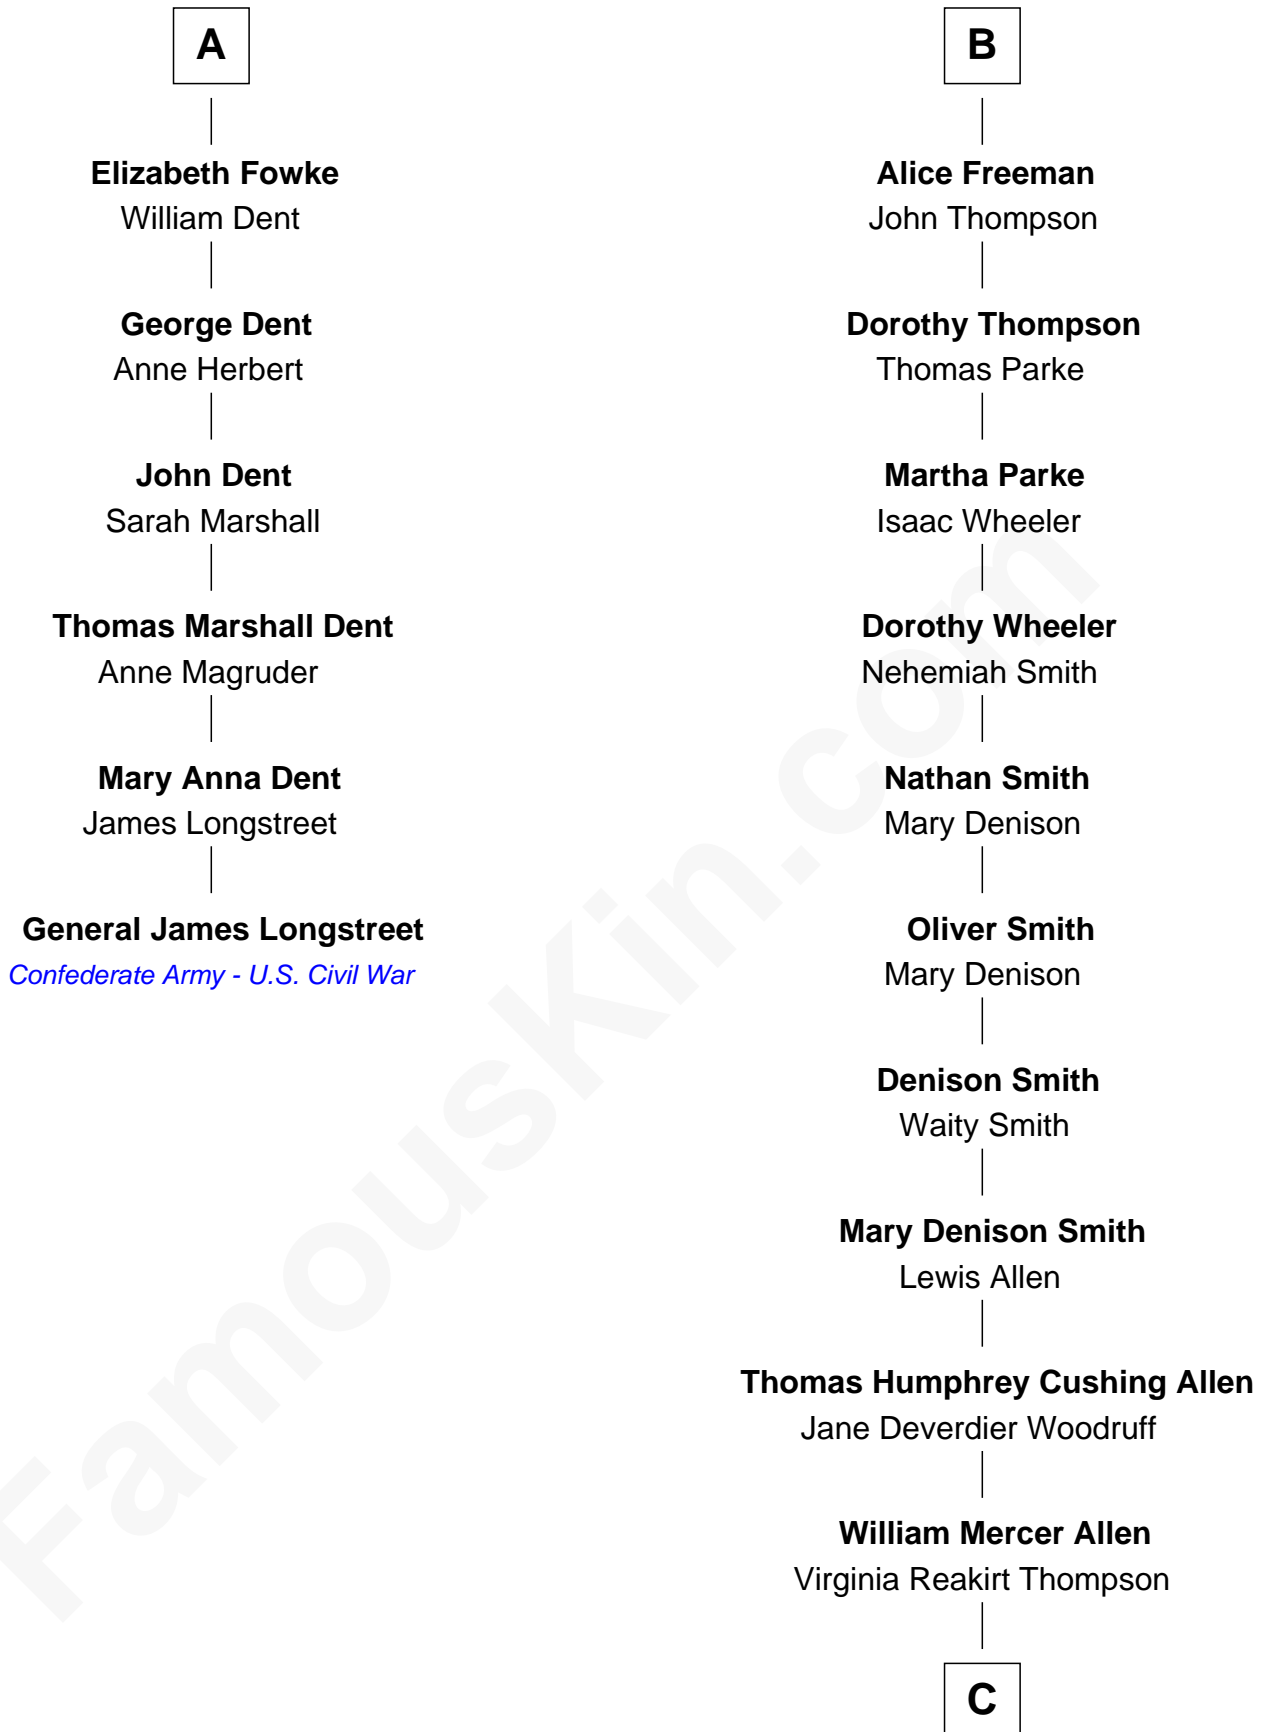 A
Elizabeth Fowke
William Dent
George Dent
Anne Herbert
John Dent
Sarah Marshall
Thomas Marshall Dent
Anne Magruder
Mary Anna Dent
James Longstreet
General James Longstreet
Confederate Army - U.S. Civil War
B
Alice Freeman
John Thompson
Dorothy Thompson
Thomas Parke
Martha Parke
Isaac Wheeler
Dorothy Wheeler
Nehemiah Smith
Nathan Smith
Mary Denison
Oliver Smith
Mary Denison
Denison Smith
Waity Smith
Mary Denison Smith
Lewis Allen
Thomas Humphrey Cushing Allen
Jane Deverdier Woodruff
William Mercer Allen
Virginia Reakirt Thompson
C
FamousKin.com